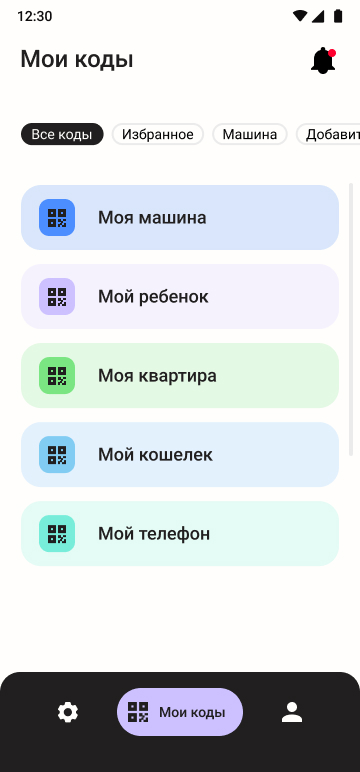 12:30
Мои коды
Все коды Избранное Машина Добавит
Моя машина
Мой ребенок
Моя квартира
Мой кошелек
Мой телефон
Мои коды